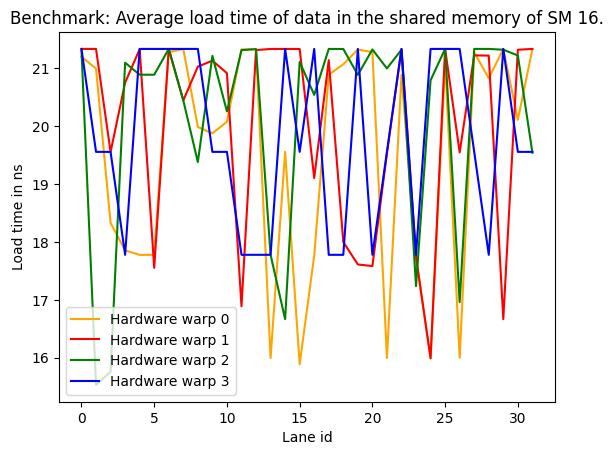 Benchmark: Average load time of data in the shared memory of SM 16.
Load time in ns
21
20
19
18
17
16
Hardware warp 0
Hardware warp 1
Hardware warp 2
Hardware warp 3
0 5 10 15 20 25 30
Lane id